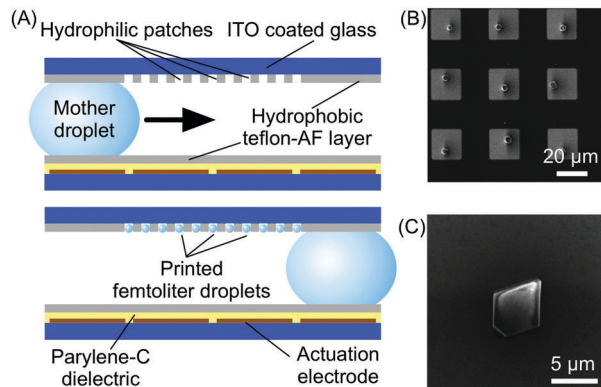 (A)
Hydrophilic patches
ITO coated glass
Mother
droplet
Hydrophobic
teflon-AF layer
Printed
femtoliter droplets
Parylene-C
dielectric
Actuation
electrode
(B)
20 µm
(C)
5 µm